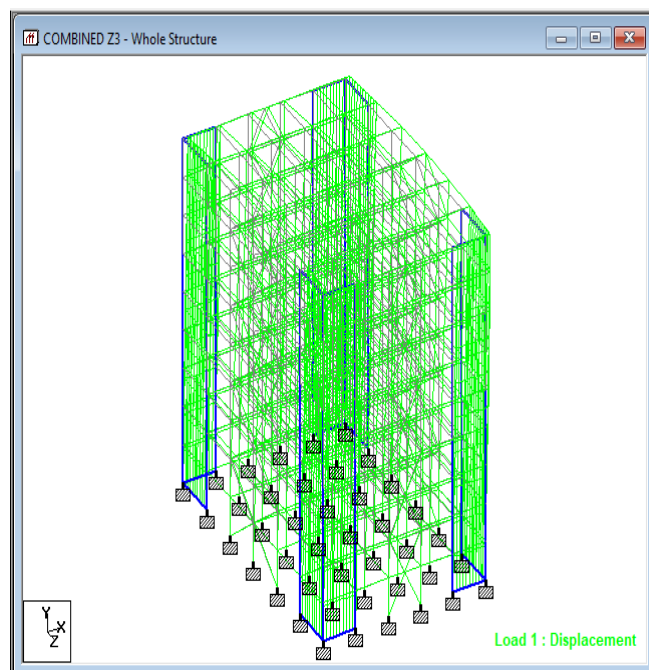 COMBINED Z3 - Whole Structure
Y
X
Z
Load 1 : Displacement